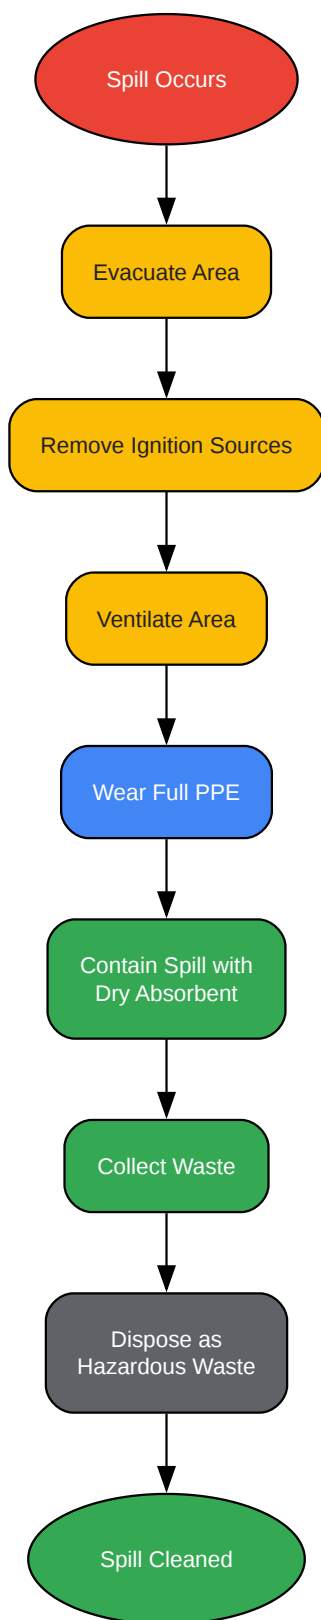 Spill Occurs
Evacuate Area
Remove Ignition Sources
Ventilate Area
Wear Full PPE
Contain Spill with
Dry Absorbent
Collect Waste
Dispose as
Hazardous Waste
Spill Cleaned